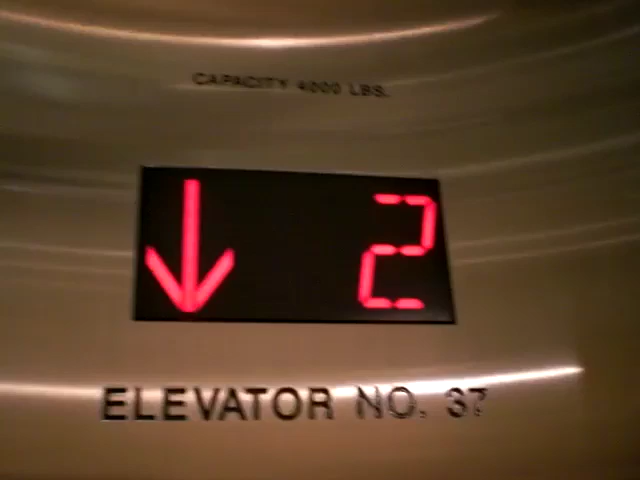 CAPACITY 4000 LBS.
↓ 2
ELEVATOR NO. 37